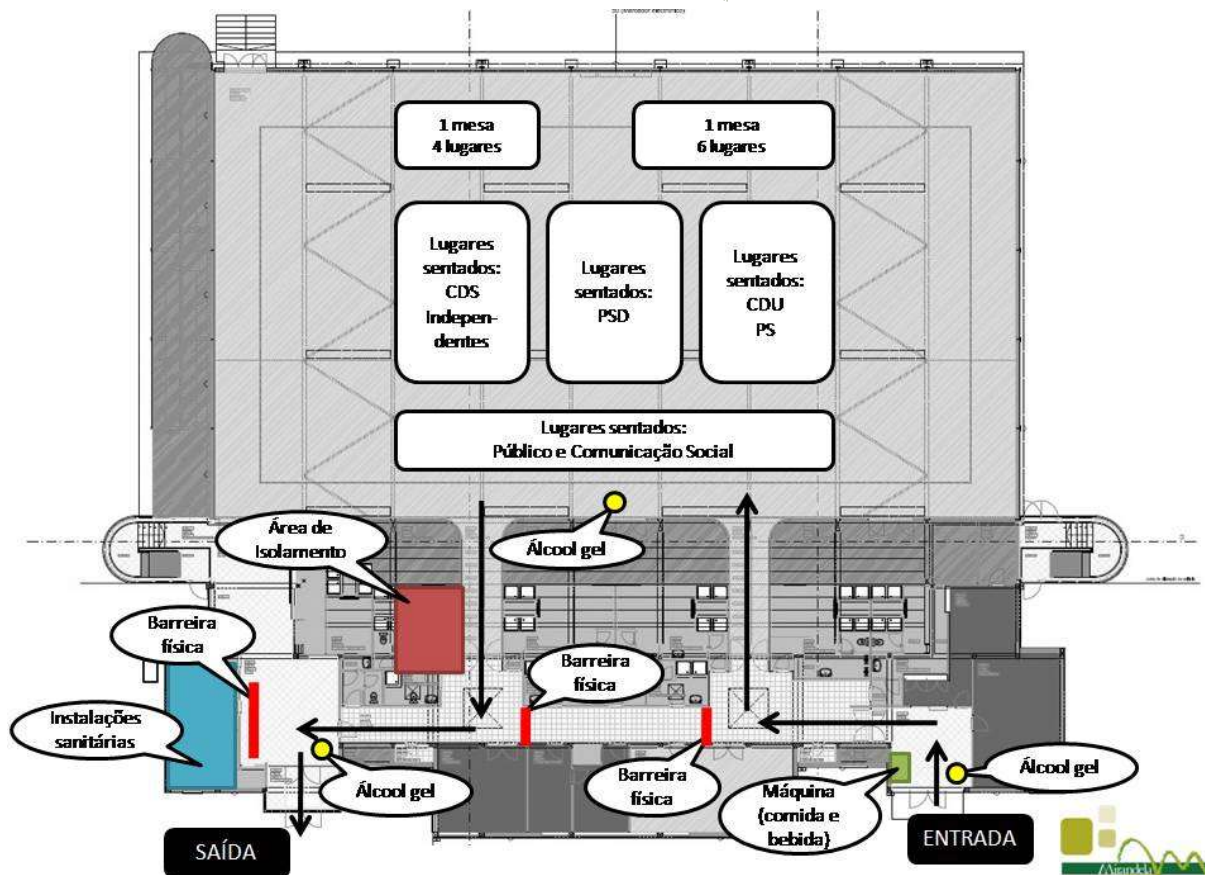 1 mesa
4 lugares
1 mesa
6 lugares
Lugares
sentados:
CDS
Indepen-
dentes
Lugares
sentados:
PSD
Lugares
sentados:
CDU
PS
Lugares sentados:
Público e Comunicação Social
Área de
Isolamento
Álcool gel
Barreira
física
Barreira
física
Instalações
sanitárias
Álcool gel
Barreira
física
Máquina
(comida e
bebida)
Álcool gel
SAÍDA
ENTRADA
Mirandela